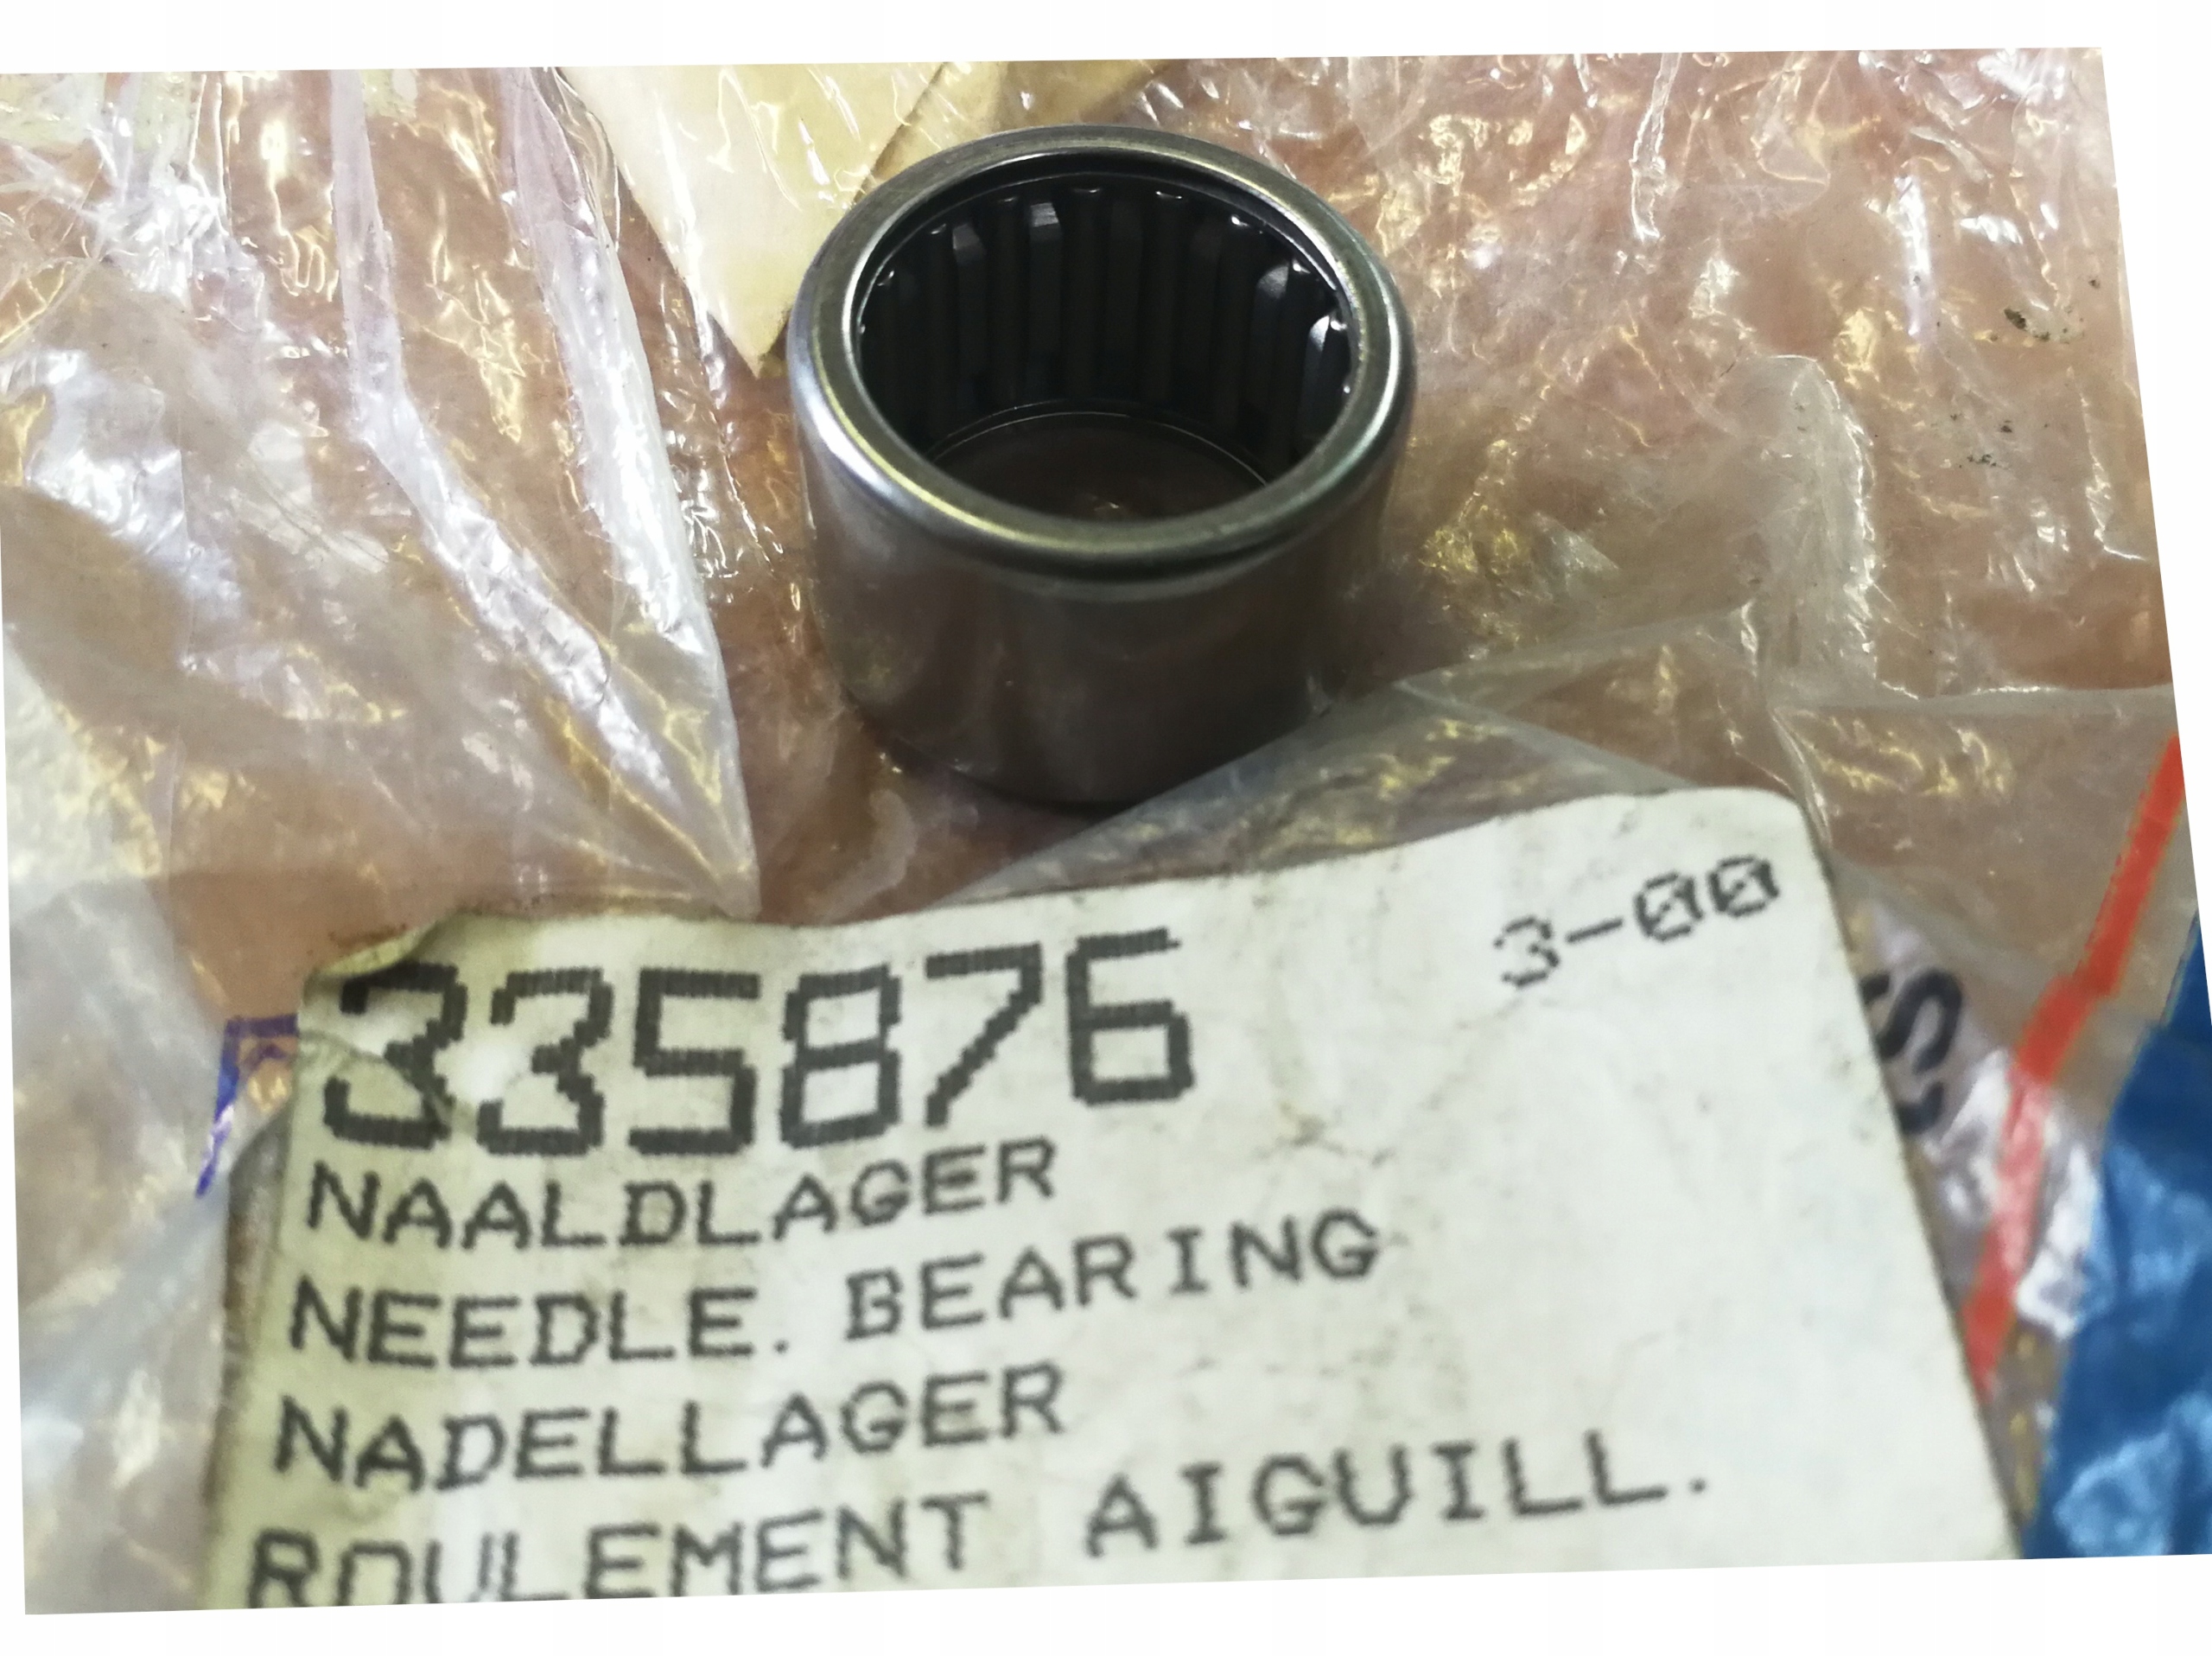 3-00
335876
NAALDLAGER
NEEDLE. BEARING
NADELLAGER
ROULEMENT AIGUILL.